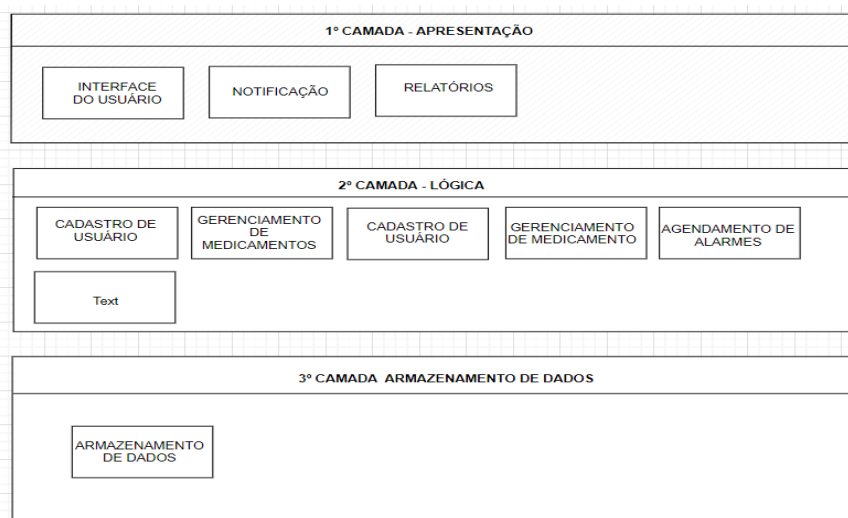 1º CAMADA - APRESENTAÇÃO
INTERFACE
DO USUÁRIO
NOTIFICAÇÃO
RELATÓRIOS
2º CAMADA - LÓGICA
CADASTRO DE
USUÁRIO
GERENCIAMENTO
DE
MEDICAMENTOS
CADASTRO DE
USUÁRIO
GERENCIAMENTO
DE MEDICAMENTO
AGENDAMENTO DE
ALARMES
Text
3º CAMADA ARMAZENAMENTO DE DADOS
ARMAZENAMENTO
DE DADOS